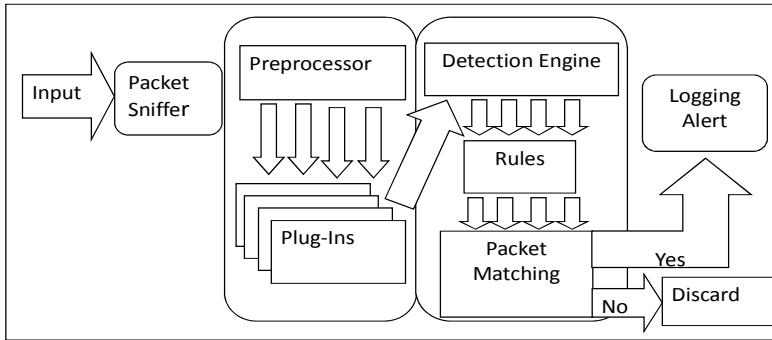 Input
Packet
Sniffer
Preprocessor
Plug-Ins
Detection Engine
Rules
Packet
Matching
Yes
No
Logging
Alert
Discard